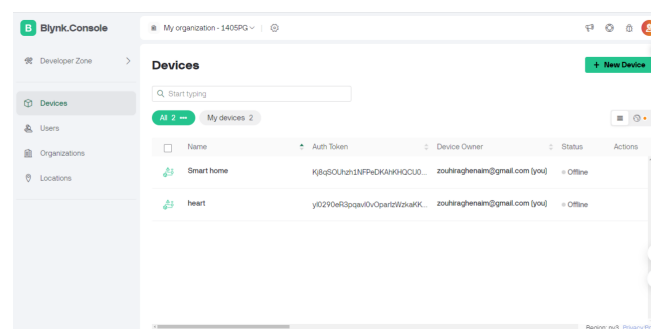 B Blynk.Console
My organization - 1405PG
Developer Zone
Devices
Users
Organizations
Locations
Devices
+ New Device
Start typing
All 2
My devices 2
Name Auth Token Device Owner Status Actions
Smart home zouhiraghenaim@gmail.com (you) Offline
heart zouhiraghenaim@gmail.com (you) Offline
Region: ny3 Privacy Po